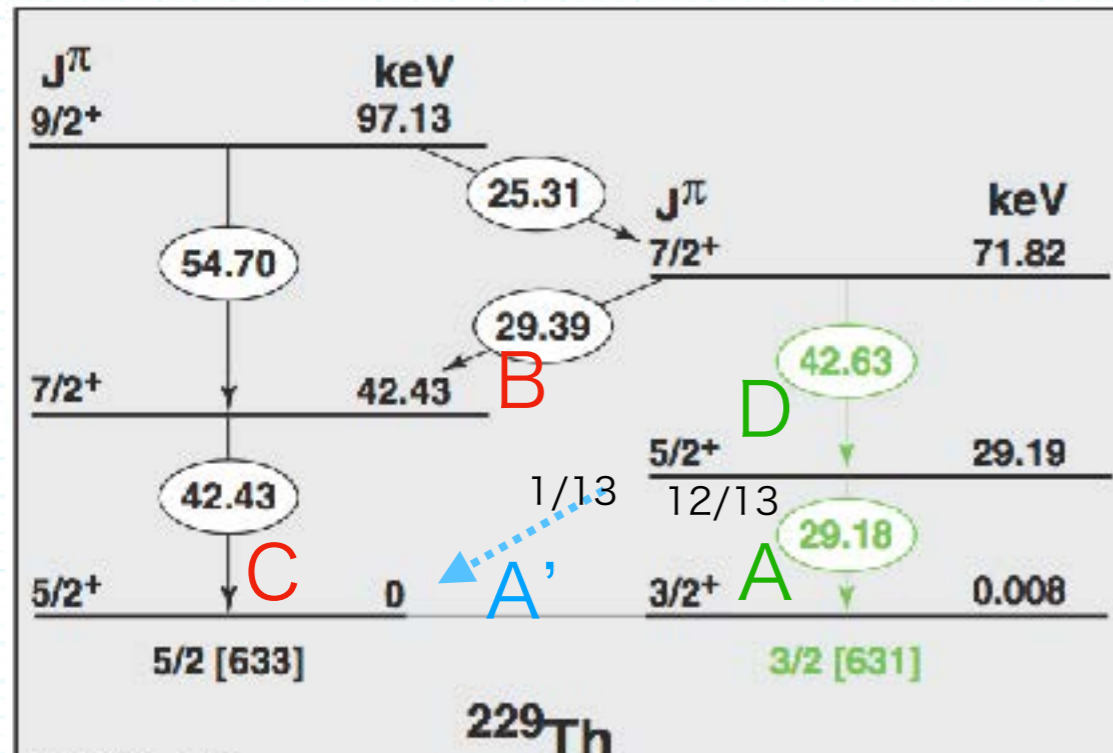 J^π keV
9/2+ 97.13
25.31
J^π keV
7/2+ 71.82
54.70
29.39
B
42.63
D
7/2+ 42.43
5/2+ 29.19
1/13 12/13
42.43
29.18
C
A’
A
5/2+ 0
3/2+ 0.008
5/2 [633] 3/2 [631]
229Th